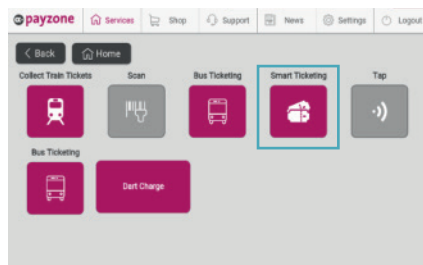 payzone Services Shop Support News Settings Logout
< Back Home
Collect Train Tickets Scan Bus Ticketing Smart Ticketing Tap
Bus Ticketing
Dart Charge